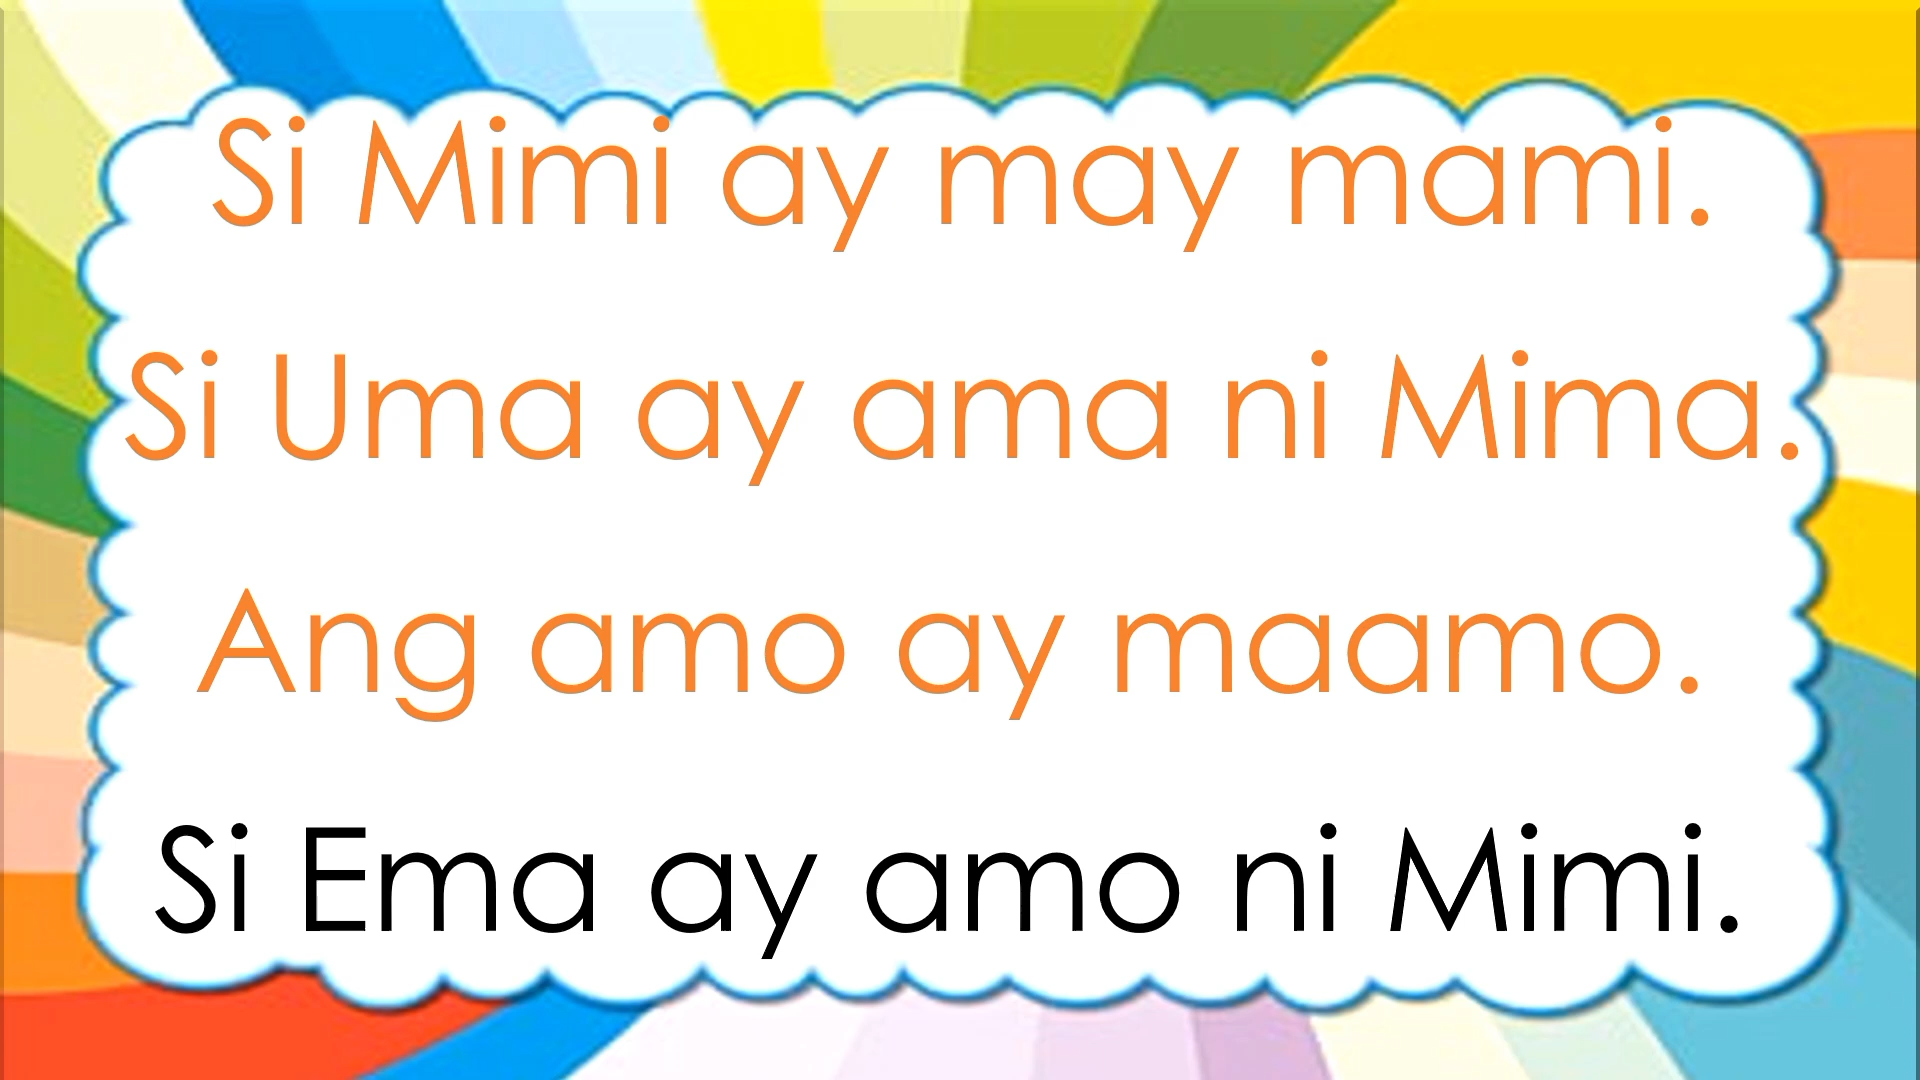 Si Mimi ay may mami.
Si Uma ay ama ni Mima.
Ang amo ay maamo.
Si Ema ay amo ni Mimi.